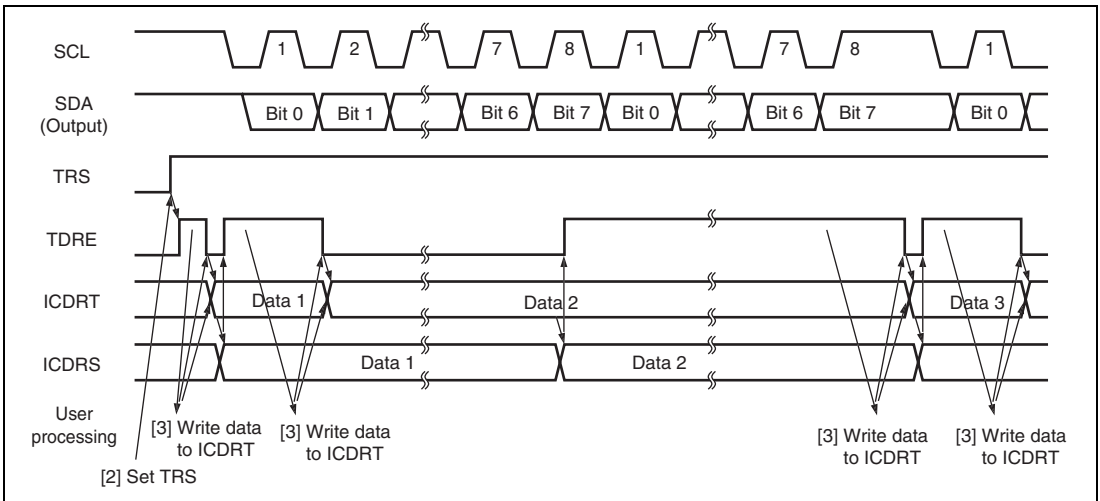 SCL 1 2 7 8 1 7 8 1
SDA
(Output)
Bit 0 Bit 1 Bit 6 Bit 7 Bit 0 Bit 6 Bit 7 Bit 0
TRS
TDRE
ICDRT Data 1 Data 2 Data 3
ICDRS Data 1 Data 2
User
processing
[3] Write data
to ICDRT
[3] Write data
to ICDRT
[3] Write data
to ICDRT
[3] Write data
to ICDRT
[2] Set TRS